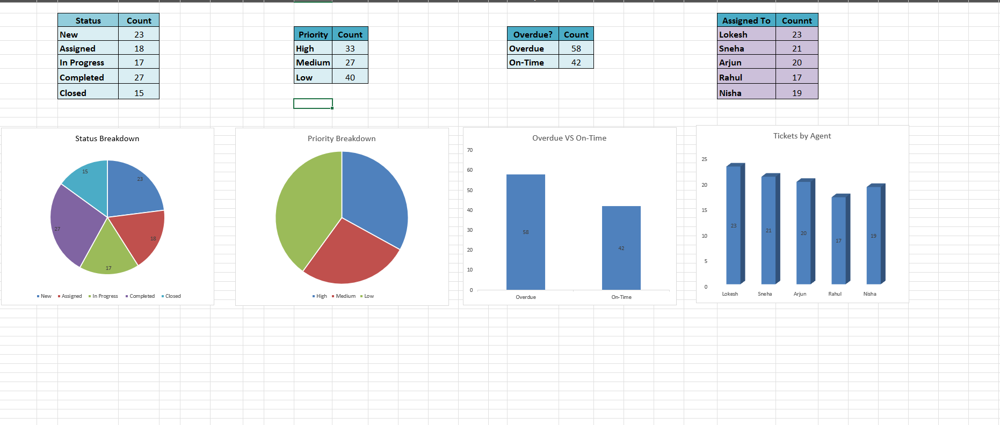 Status Count
New 23
Assigned 18
In Progress 17
Completed 27
Closed 15
Priority Count
High 33
Medium 27
Low 40
Overdue? Count
Overdue 58
On-Time 42
Assigned To Counnt
Lokesh 23
Sneha 21
Arjun 20
Rahul 17
Nisha 19
Status Breakdown
15
23
27
18
17
New Assigned In Progress Completed Closed
Priority Breakdown
High Medium Low
Overdue VS On-Time
70
60
50
40
30
20
10
0
58
42
Overdue On-Time
Tickets by Agent
25
20
15
10
5
0
23
21
20
17
19
Lokesh Sneha Arjun Rahul Nisha